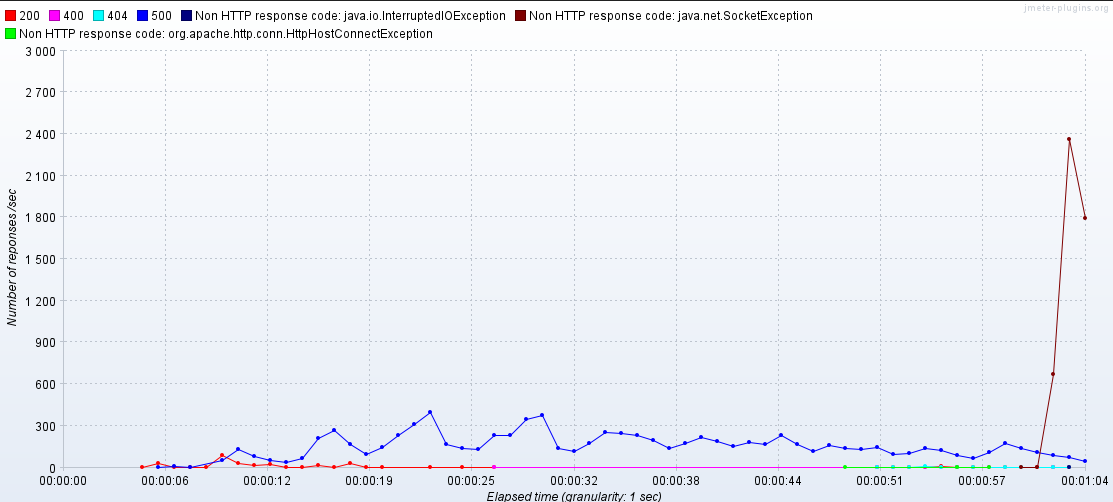 jmeter-plugins.org
200 400 404 500 Non HTTP response code: java.io.InterruptedIOException Non HTTP response code: java.net.SocketException
Non HTTP response code: org.apache.http.conn.HttpHostConnectException
3 000
2 700
2 400
2 100
1 800
1 500
1 200
900
600
300
0
Number of reponses /sec
00:00:00 00:00:06 00:00:12 00:00:19 00:00:25 00:00:32 00:00:38 00:00:44 00:00:51 00:00:57 00:01:04
Elapsed time (granularity: 1 sec)